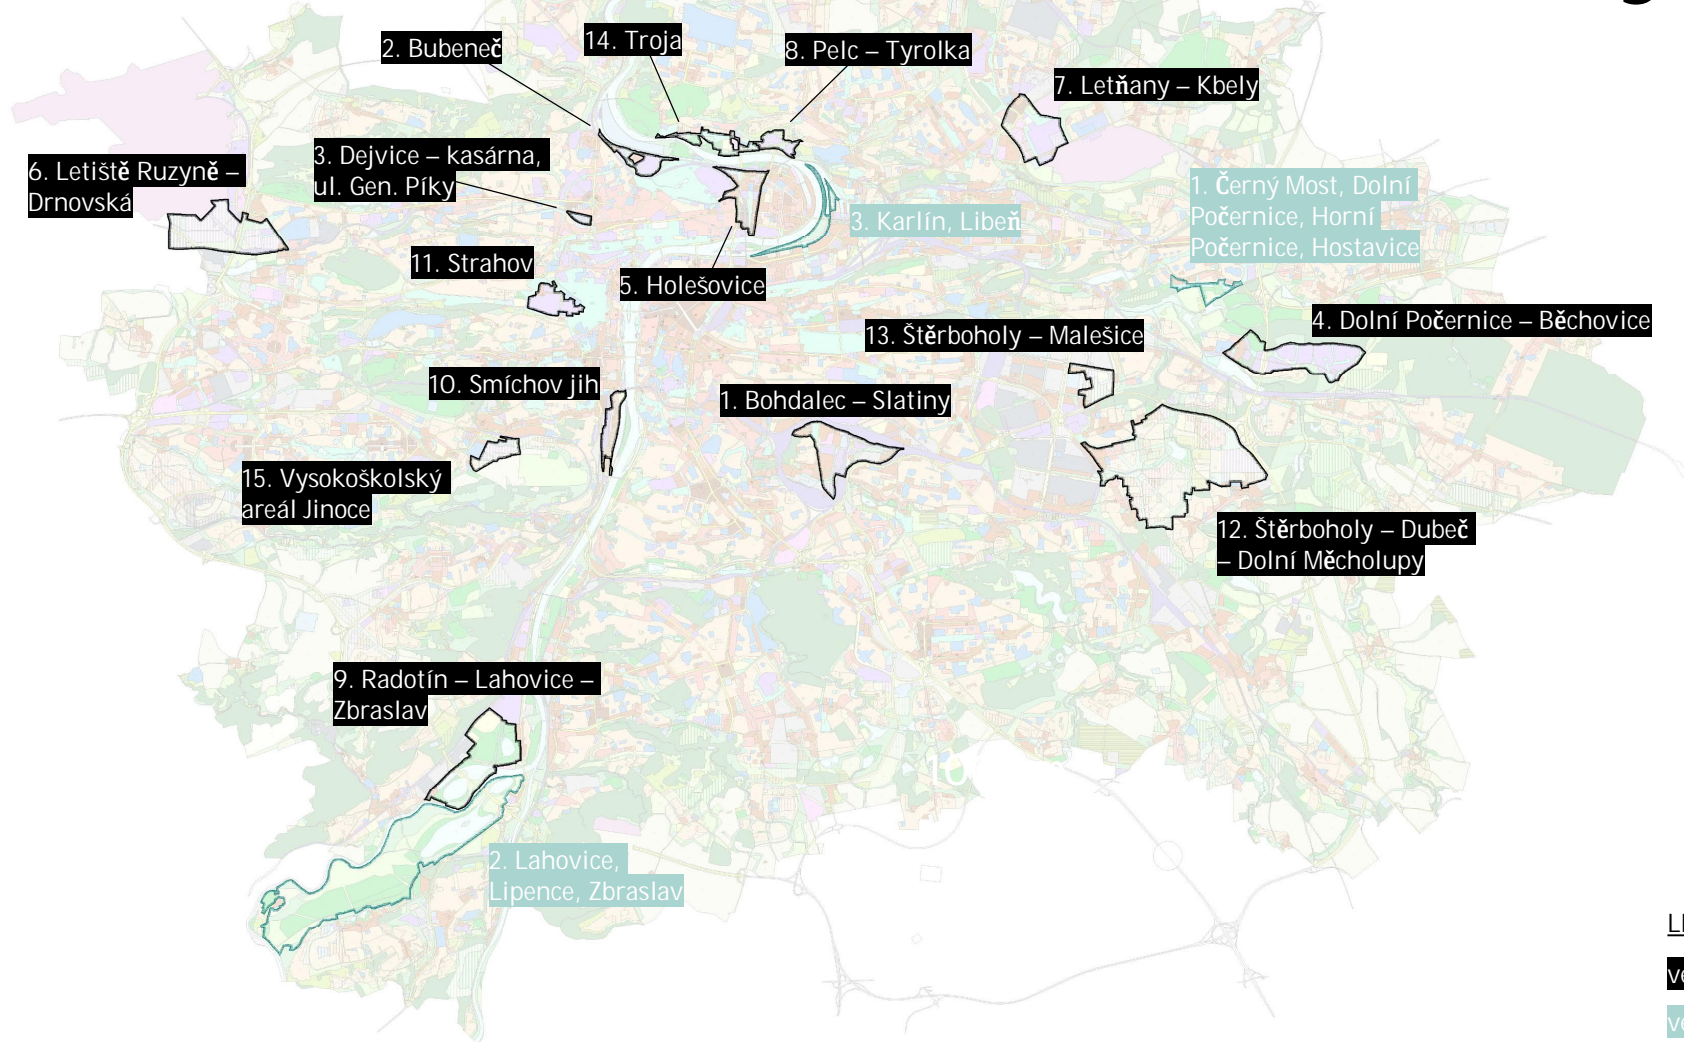 2. Bubeneč
14. Troja
8. Pelc – Tyrolka
7. Letňany – Kbely
3. Dejvice – kasárna,
ul. Gen. Píky
6. Letiště Ruzyně –
Drnovská
1. Černý Most, Dolní
Počernice, Horní
Počernice, Hostavice
3. Karlín, Libeň
11. Strahov
5. Holešovice
4. Dolní Počernice – Běchovice
13. Štěrboholy – Malešice
10. Smíchov jih
1. Bohdalec – Slatiny
15. Vysokoškolský
areál Jinoce
12. Štěrboholy – Dubeč
– Dolní Měcholupy
9. Radotín – Lahovice –
Zbraslav
10
2. Lahovice,
Lipence, Zbraslav